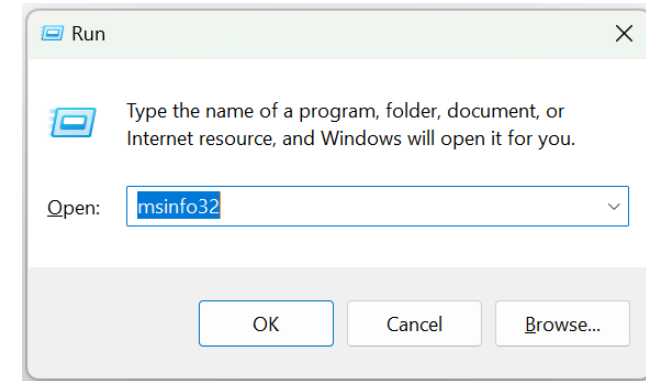 Run
Type the name of a program, folder, document, or
Internet resource, and Windows will open it for you.
Open: msinfo32
OK Cancel Browse...